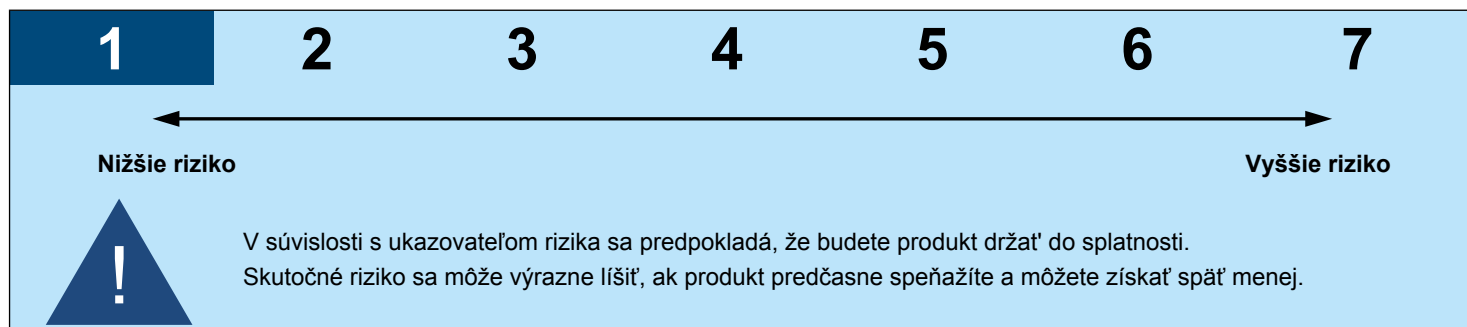 1 2 3 4 5 6 7
Nižšie riziko Vyššie riziko
!
V súvislosti s ukazovateľom rizika sa predpokladá, že budete produkt držat' do splatnosti.
Skutočné riziko sa môže výrazne líšiť, ak produkt predčasne speňažíte a môžete získať späť menej.